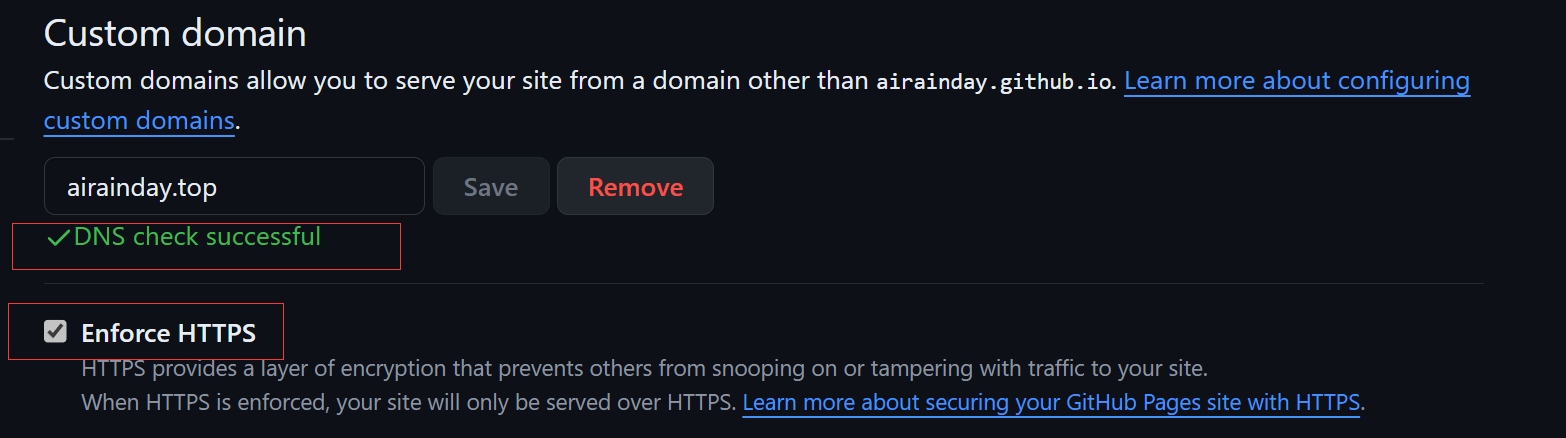 Custom domain
Custom domains allow you to serve your site from a domain other than airainday.github.io. Learn more about configuring
custom domains.
airainday.top Save Remove
DNS check successful
Enforce HTTPS
HTTPS provides a layer of encryption that prevents others from snooping on or tampering with traffic to your site.
When HTTPS is enforced, your site will only be served over HTTPS. Learn more about securing your GitHub Pages site with HTTPS.